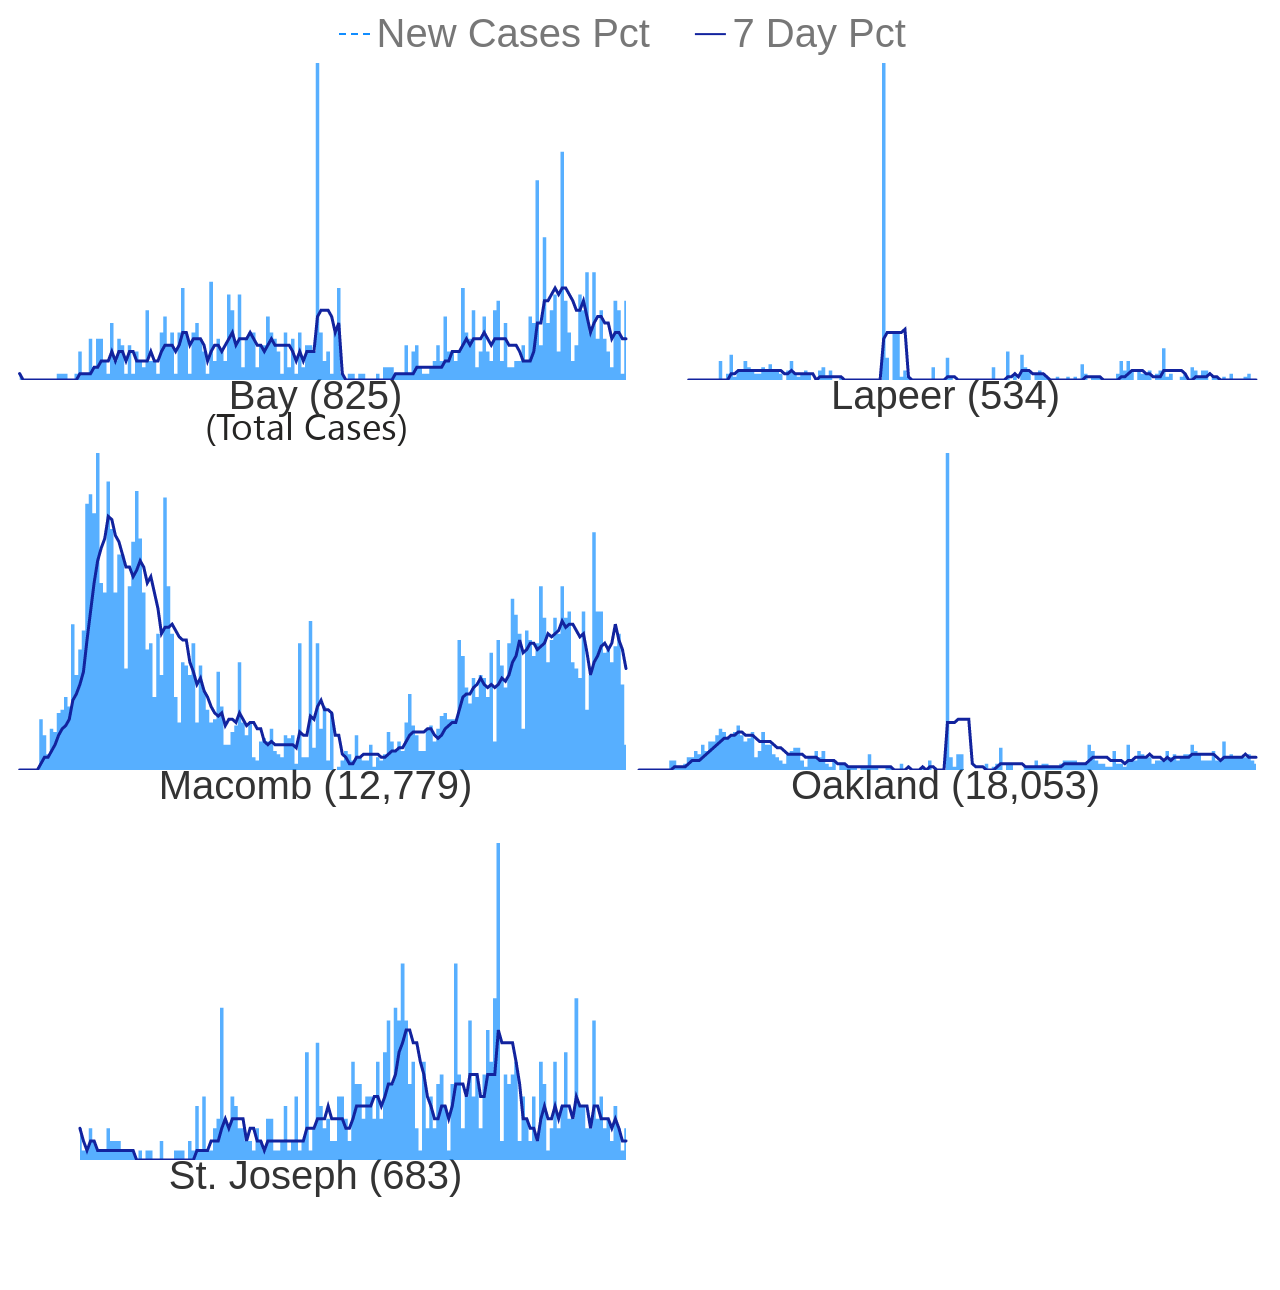 New Cases Pct 7 Day Pct
Bay (825)
(Total Cases)
Lapeer (534)
Macomb (12,779)
Oakland (18,053)
St. Joseph (683)